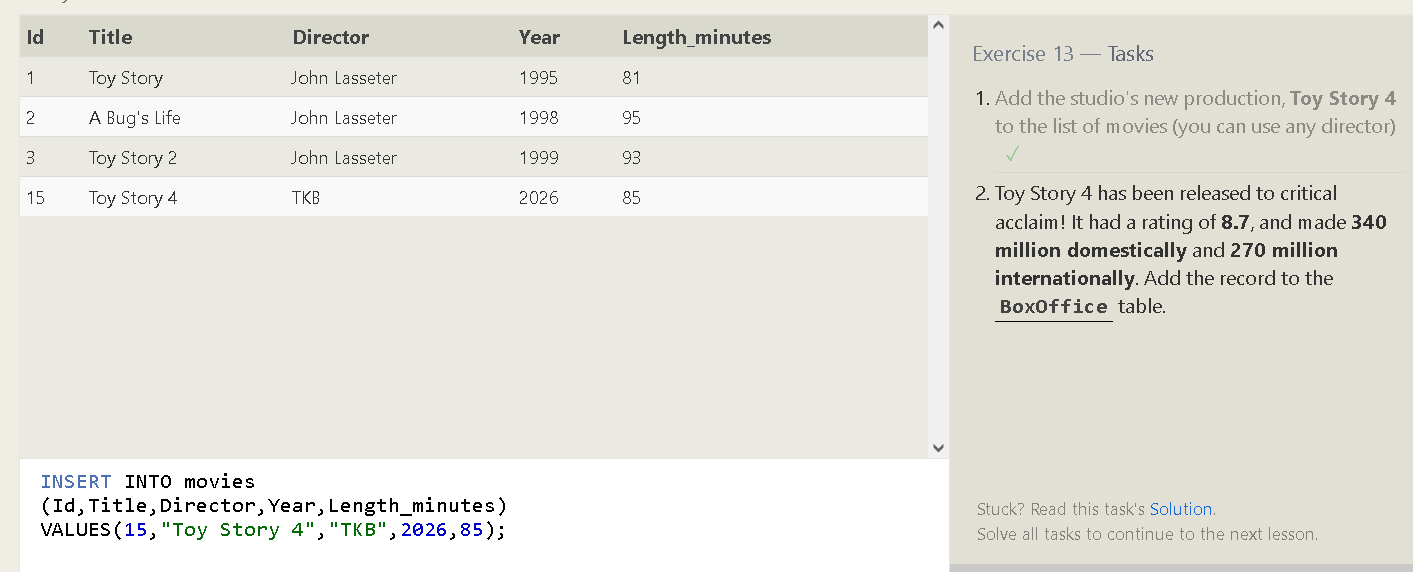 Id Title Director Year Length_minutes
1 Toy Story John Lasseter 1995 81
2 A Bug's Life John Lasseter 1998 95
3 Toy Story 2 John Lasseter 1999 93
15 Toy Story 4 TKB 2026 85
INSERT INTO movies
(Id,Title,Director,Year,Length_minutes)
VALUES(15,"Toy Story 4","TKB",2026,85);
Exercise 13 — Tasks
1. Add the studio's new production, Toy Story 4
to the list of movies (you can use any director)
✓
2. Toy Story 4 has been released to critical
acclaim! It had a rating of 8.7, and made 340
million domestically and 270 million
internationally. Add the record to the
BoxOffice table.
Stuck? Read this task's Solution.
Solve all tasks to continue to the next lesson.